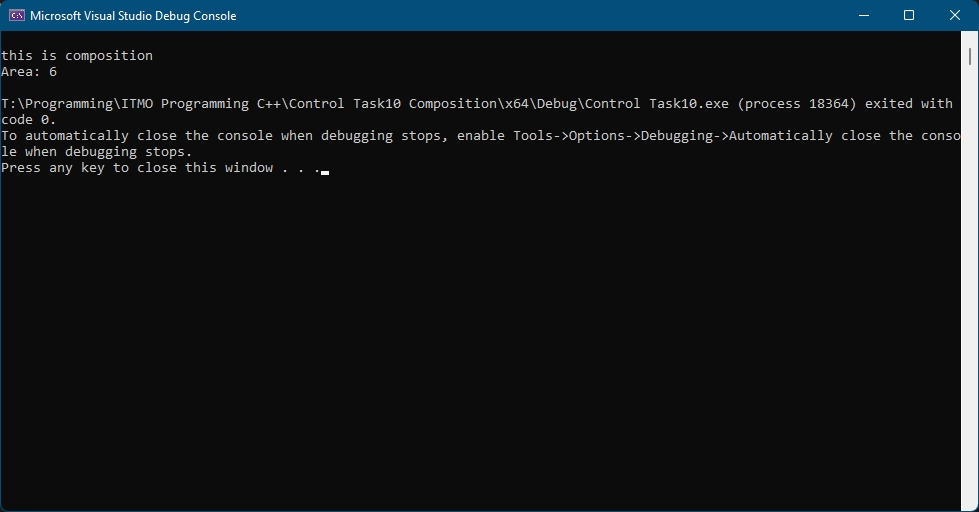 Microsoft Visual Studio Debug Console
this is composition
Area: 6
T:\Programming\ITMO Programming C++\Control Task10 Composition\x64\Debug\Control Task10.exe (process 18364) exited with
code 0.
To automatically close the console when debugging stops, enable Tools->Options->Debugging->Automatically close the conso
le when debugging stops.
Press any key to close this window . . .